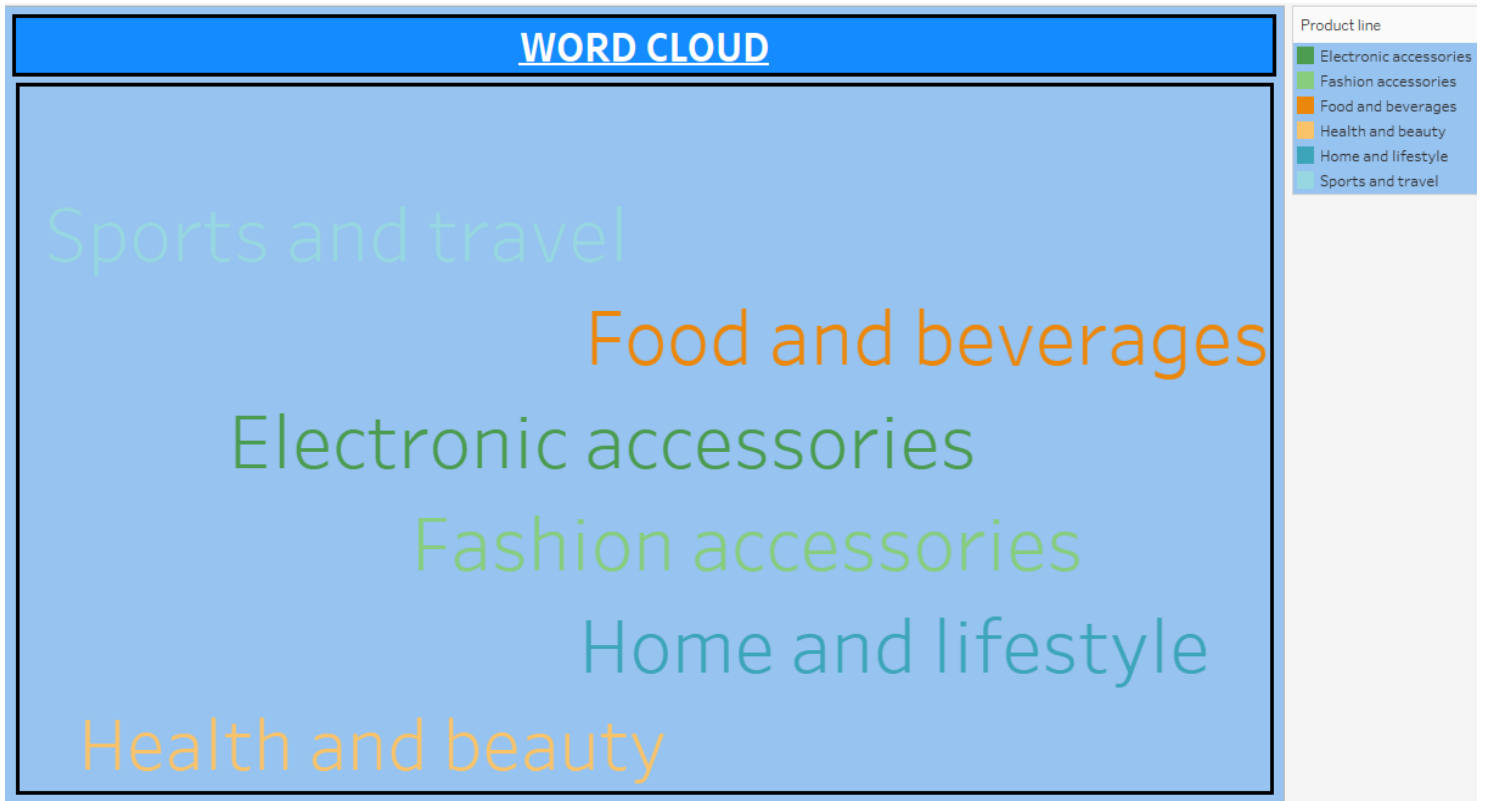 WORD CLOUD
Sports and travel
Food and beverages
Electronic accessories
Fashion accessories
Home and lifestyle
Health and beauty
Product line
Electronic accessories
Fashion accessories
Food and beverages
Health and beauty
Home and lifestyle
Sports and travel